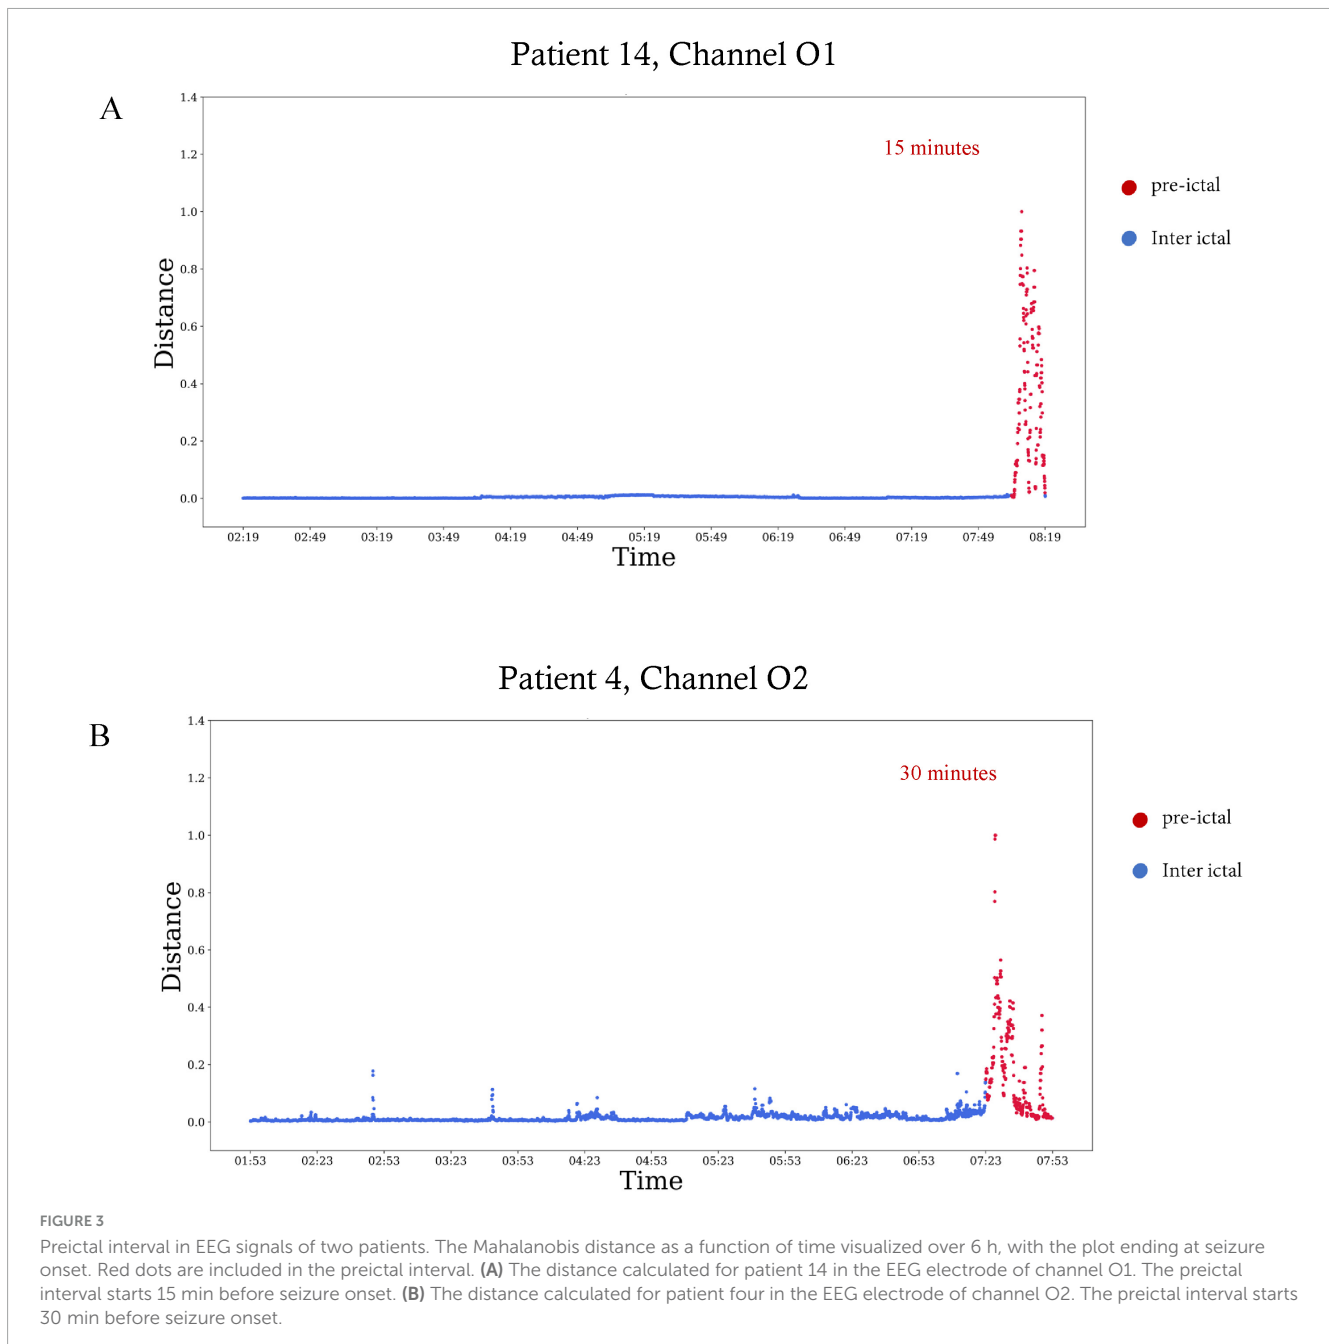 Patient 14, Channel O1
A
1.4
1.2
1.0
0.8
0.6
0.4
0.2
0.0
Distance
15 minutes
pre-ictal
Inter ictal
02:19 02:49 03:19 03:49 04:19 04:49 05:19 05:49 06:19 06:49 07:19 07:49 08:19
Time
Patient 4, Channel O2
B
1.4
1.2
1.0
0.8
0.6
0.4
0.2
0.0
Distance
30 minutes
pre-ictal
Inter ictal
01:53 02:23 02:53 03:23 03:53 04:23 04:53 05:23 05:53 06:23 06:53 07:23 07:53
Time
FIGURE 3
Preictal interval in EEG signals of two patients. The Mahalanobis distance as a function of time visualized over 6 h, with the plot ending at seizure
onset. Red dots are included in the preictal interval. (A) The distance calculated for patient 14 in the EEG electrode of channel O1. The preictal
interval starts 15 min before seizure onset. (B) The distance calculated for patient four in the EEG electrode of channel O2. The preictal interval starts
30 min before seizure onset.